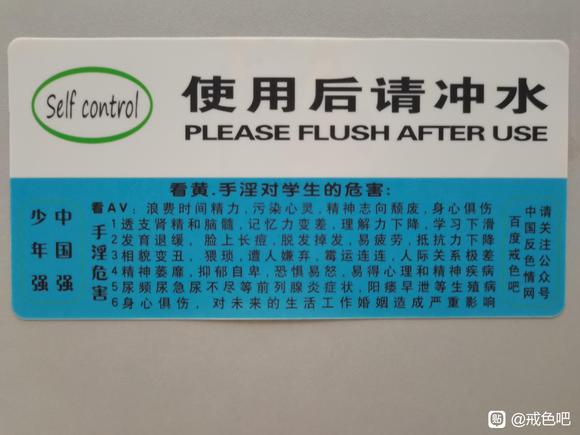 Self control
使用后请冲水
PLEASE FLUSH AFTER USE
看黄.手淫对学生的危害:
少年强
中国强
手淫危害
看AV: 浪费时间精力,污染心灵,精神志向颓废,身心俱伤
1透支肾精和脑髓,记忆力变差,理解力下降,学习下滑
2发育退缓, 脸上长痘,脱发掉发,易疲劳,抵抗力下降
3相貌变丑, 猥琐,遭人嫌弃,霉运连连,人际关系极差
4精神萎靡,抑郁自卑,恐惧易怒,易得心理和精神疾病
5尿频尿急尿不尽等前列腺炎症状,阳痿早泄等生殖病
6身心俱伤, 对未来的生活工作婚姻造成严重影响
请关注公众号
中国反色情网
百度戒色吧
贴 @戒色吧